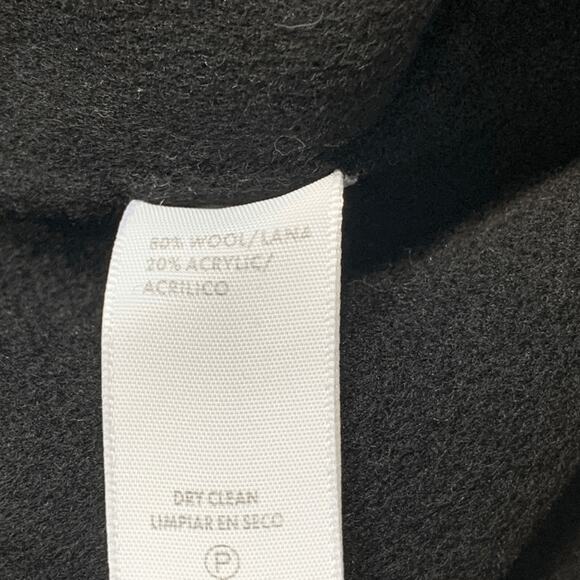 80% WOOL/LANA
20% ACRYLIC/
ACRILICO
DRY CLEAN
LIMPIAR EN SECO
P